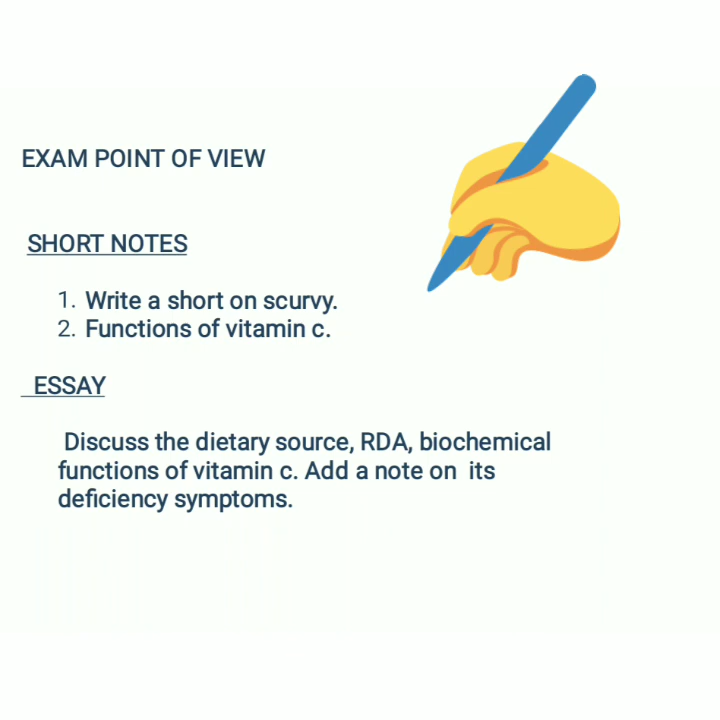 EXAM POINT OF VIEW
SHORT NOTES
1. Write a short on scurvy.
2. Functions of vitamin c.
ESSAY
Discuss the dietary source, RDA, biochemical
functions of vitamin c. Add a note on its
deficiency symptoms.